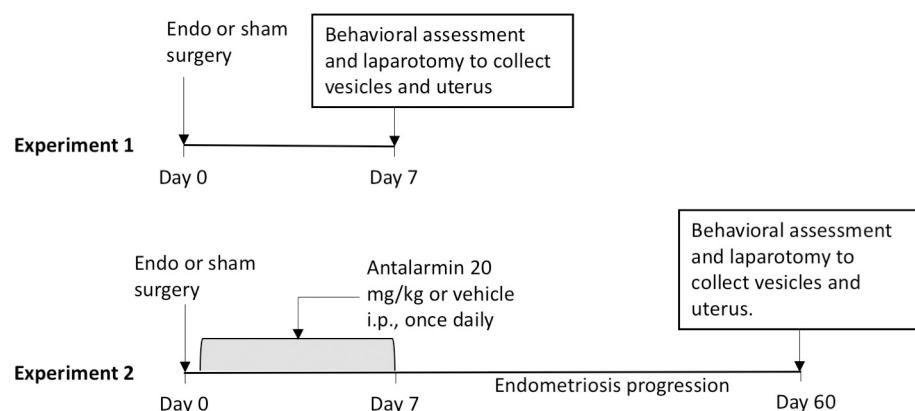 Endo or sham
surgery
Behavioral assessment
and laparotomy to collect
vesicles and uterus
Experiment 1
Day 0
Day 7
Endo or sham
surgery
Antalarmin 20
mg/kg or vehicle
i.p., once daily
Behavioral assessment
and laparotomy to
collect vesicles and
uterus.
Experiment 2
Endometriosis progression
Day 0
Day 7
Day 60